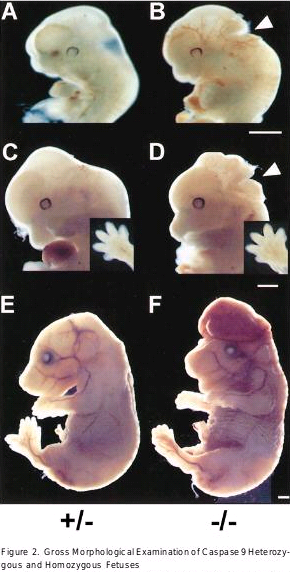 A
B
C
D
E
F
+/-
-/-
Figure 2. Gross Morphological Examination of Caspase 9 Heterozy-
gous and Homozygous Fetuses